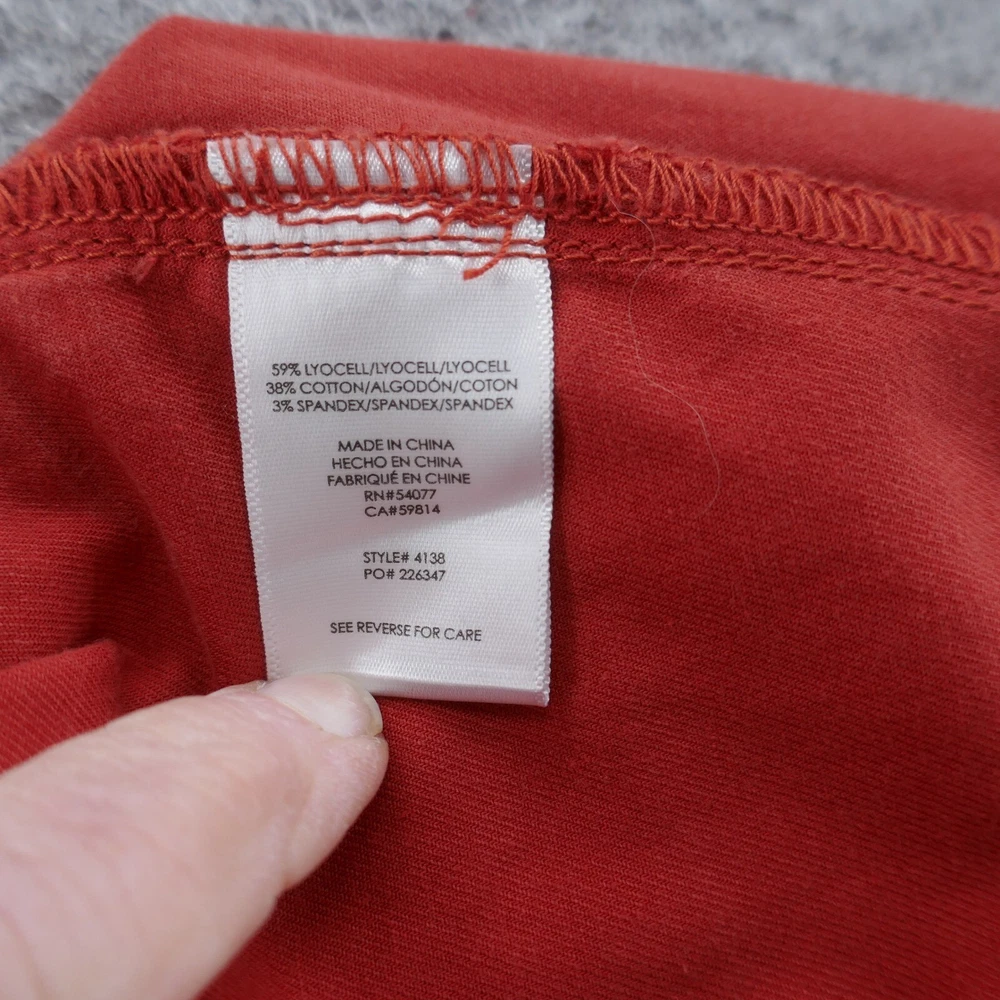 59% LYOCELL/LYOCELL/LYOCELL
38% COTTON/ALGODÓN/COTON
3% SPANDEX/SPANDEX/SPANDEX
MADE IN CHINA
HECHO EN CHINA
FABRIQUÉ EN CHINE
RN#54077
CA#59814
STYLE# 4138
PO# 226347
SEE REVERSE FOR CARE